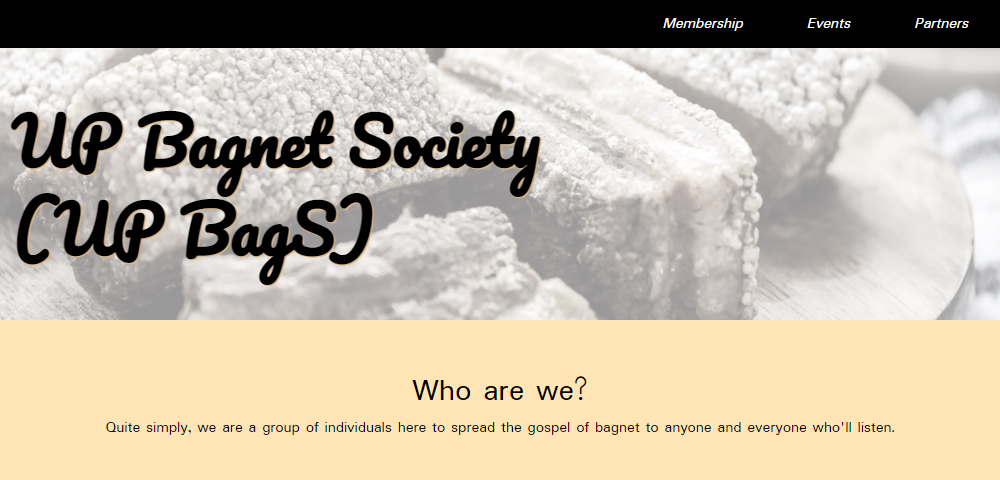 Membership Events Partners
UP Bagnet Society
(UP BagS)
Who are we?
Quite simply, we are a group of individuals here to spread the gospel of bagnet to anyone and everyone who'll listen.